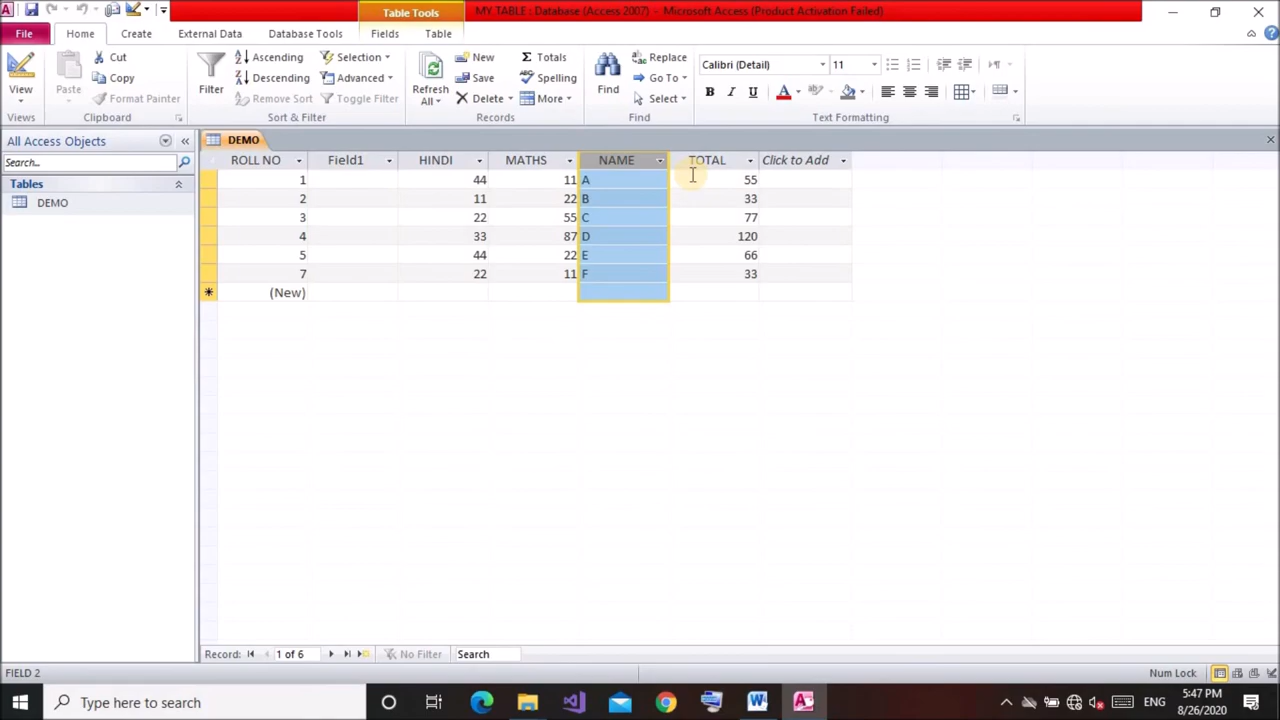 Table Tools
MY TABLE : Database (Access 2007) - Microsoft Access (Product Activation Failed)
File Home Create External Data Database Tools Fields Table
View
Views
Paste
Cut
Copy
Format Painter
Clipboard
Filter
Ascending
Descending
Remove Sort
Selection
Advanced
Toggle Filter
Sort & Filter
Refresh
All
New
Save
Delete
Totals
Spelling
More
Records
Find
Replace
Go To
Select
Find
Calibri (Detail) 11
B I U A ab
Text Formatting
All Access Objects
Search...
Tables
DEMO
DEMO
ROLL NO Field1 HINDI MATHS NAME TOTAL Click to Add
1 44 11 A 55
2 11 22 B 33
3 22 55 C 77
4 33 87 D 120
5 44 22 E 66
7 22 11 F 33
(New)
Record: 1 of 6 No Filter Search
FIELD 2 Num Lock
Type here to search
ENG
5:47 PM
8/26/2020